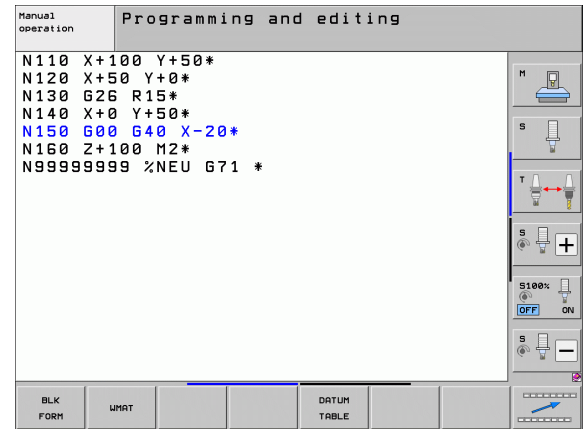 Manual
operation
Programming and editing
N110 X+100 Y+50*
N120 X+50 Y+0*
N130 G26 R15*
N140 X+0 Y+50*
N150 G00 G40 X-20*
N160 Z+100 M2*
N99999999 %NEU G71 *
M
S
T
S
+
S100%
OFF ON
S
−
BLK
FORM
WMAT
DATUM
TABLE